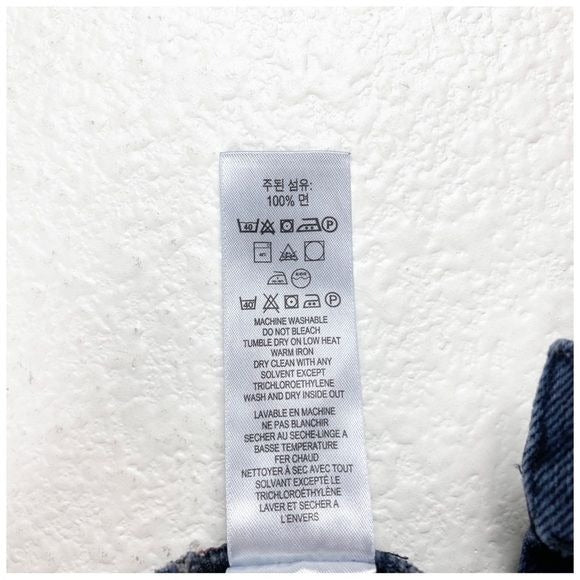 주된 섬유:
100% 면
40 P
40 P
MACHINE WASHABLE
DO NOT BLEACH
TUMBLE DRY ON LOW HEAT
WARM IRON
DRY CLEAN WITH ANY
SOLVENT EXCEPT
TRICHLOROETHYLENE
WASH AND DRY INSIDE OUT
LAVABLE EN MACHINE
NE PAS BLANCHIR
SECHER AU SECHE-LINGE A
BASSE TEMPERATURE
FER CHAUD
NETTOYER À SEC AVEC TOUT
SOLVANT EXCEPTÉ LE
TRICHLOROÉTHYLÈNE
LAVER ET SECHER A
L'ENVERS